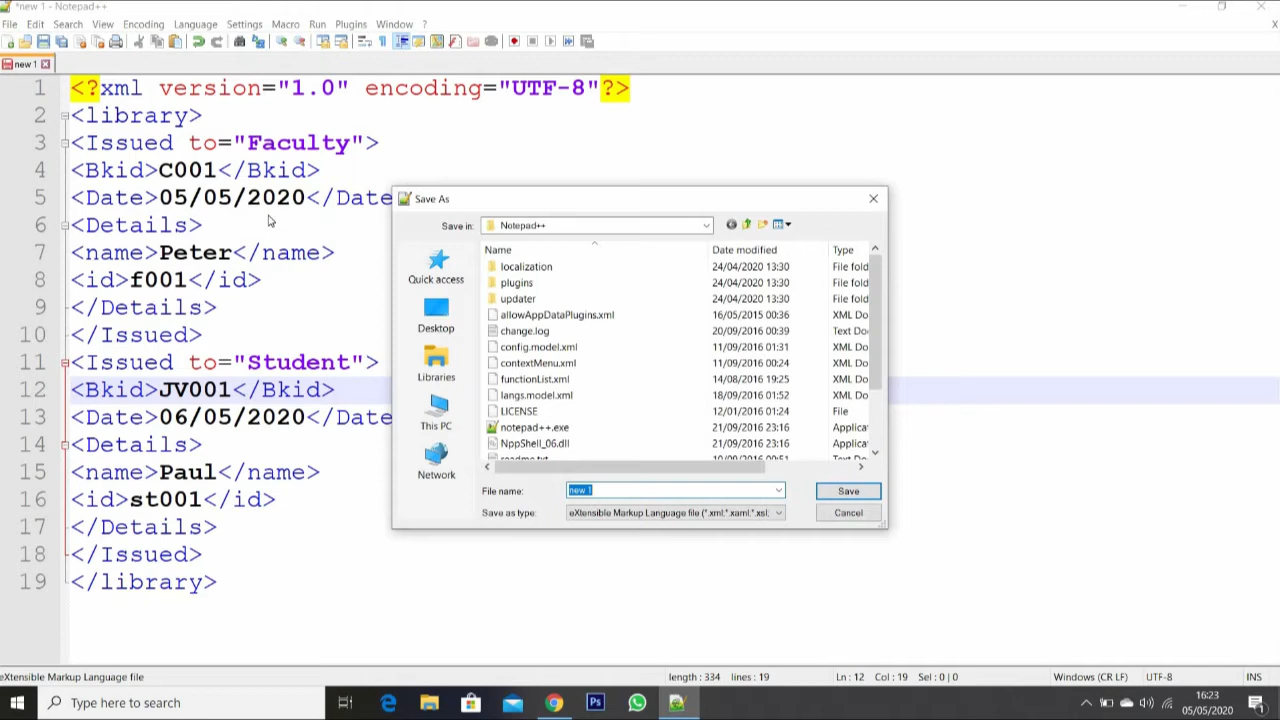 *new 1 - Notepad++
File Edit Search View Encoding Language Settings Macro Run Plugins Window ? X
new 1
1 <?xml version="1.0" encoding="UTF-8"?>
2 <library>
3 <Issued to="Faculty">
4 <Bkid>C001</Bkid>
5 <Date>05/05/2020</Date
6 <Details>
7 <name>Peter</name>
8 <id>f001</id>
9 </Details>
10 </Issued>
11 <Issued to="Student">
12 <Bkid>JV001</Bkid>
13 <Date>06/05/2020</Date
14 <Details>
15 <name>Paul</name>
16 <id>st001</id>
17 </Details>
18 </Issued>
19 </library>
Save As
Save in: Notepad++
Quick access
Desktop
Libraries
This PC
Network
Name Date modified Type
localization 24/04/2020 13:30 File fold
plugins 24/04/2020 13:30 File fold
updater 24/04/2020 13:30 File fold
allowAppDataPlugins.xml 16/05/2015 00:36 XML Do
change.log 20/09/2016 00:39 Text Do
config.model.xml 11/09/2016 01:31 XML Do
contextMenu.xml 11/09/2016 00:24 XML Do
functionList.xml 14/08/2016 19:25 XML Do
langs.model.xml 18/09/2016 01:52 XML Do
LICENSE 12/01/2016 01:24 File
notepad++.exe 21/09/2016 23:16 Applica
NppShell_06.dll 21/09/2016 23:16 Applica
File name: new 1 Save
Save as type: eXtensible Markup Language file (*.xml;*.xaml;*.xsl; Cancel
eXtensible Markup Language file length : 334 lines : 19 Ln : 12 Col : 19 Sel : 0 | 0 Windows (CR LF) UTF-8 INS
Type here to search
Ps
16:23
05/05/2020
1